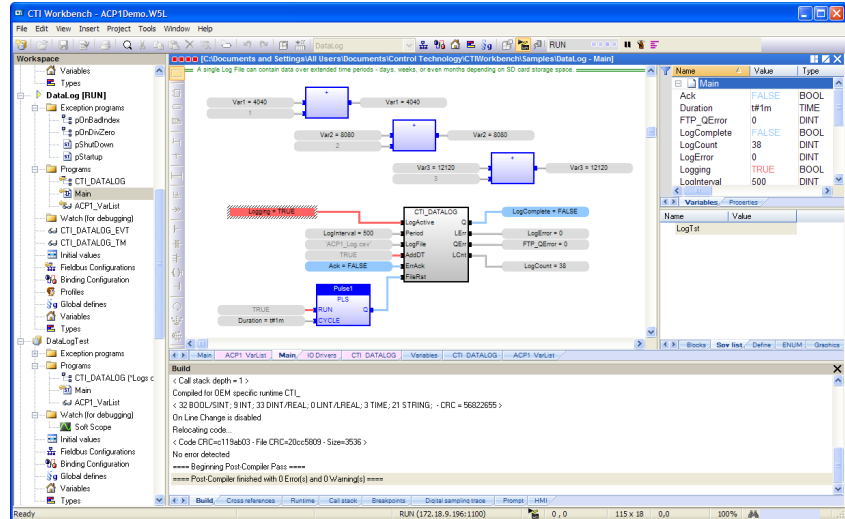 CTI Workbench - ACP1Demo.W5L
File Edit View Insert Project Tools Window Help
DataLog RUN
Workspace
[C:\Documents and Settings\All Users\Documents\Control Technology\CTIWorkbench\Samples\DataLog - Main]
Variables
Types
DataLog [RUN]
Exception programs
pOnBadIndex
pOnDivZero
pShutDown
pStartup
Programs
CTI_DATALOG
Main
ACP1_VarList
Watch (for debugging)
CTI_DATALOG_EVT
CTI_DATALOG_TM
Initial values
Fieldbus Configurations
Binding Configuration
Profiles
Global defines
Variables
Types
DataLogTest
Exception programs
Programs
CTI_DATALOG (*Logs c
Main
ACP1_VarList
Watch (for debugging)
Soft Scope
Initial values
Fieldbus Configurations
Binding Configuration
Global defines
Variables
Types
A single Log File can contain data over extended time periods - days. weeks, or even months depending on SD card storage space.
Var1 = 4040
1
+
Var1 = 4040
Var2 = 8080
2
+
Var2 = 8080
Var3 = 12120
3
+
Var3 = 12120
Logging = TRUE
LogInterval = 500
'ACP1_Log.csv'
TRUE
Ack = FALSE
CTI_DATALOG
LogActive Q
Period LErr
LogFile QErr
AddDT LCnt
ErrAck
FileRst
LogComplete = FALSE
LogError = 0
FTP_QError = 0
LogCount = 38
Pulse1
PLS
RUN Q
CYCLE
TRUE
Duration = t#1m
Main ACP1 VarList Main IO Drivers CTI DATALOG Variables CTI DATALOG ACP1 VarList
Name Value Type
Main
Ack FALSE BOOL
Duration t#1m TIME
FTP_QError 0 DINT
LogComplete FALSE BOOL
LogCount 38 DINT
LogError 0 DINT
Logging TRUE BOOL
LogInterval 500 DINT
Variables Properties
Name Value
LogTst
Blocks Spy list Define ENUM Graphics
Build
< Call stack depth = 1 >
Compiled for OEM specific runtime CTI_
< 32 BOOL/SINT; 9 INT; 33 DINT/REAL; 0 LINT/LREAL; 3 TIME; 21 STRING; - CRC = 56822655 >
On Line Change is disabled
Relocating code...
< Code CRC=c119ab03 - File CRC=20cc5809 - Size=3536 >
No error detected
==== Beginning Post-Compiler Pass ====
==== Post-Compiler finished with 0 Error(s) and 0 Warning(s) ====
Build Cross references Runtime Call stack Breakpoints Digital sampling trace Prompt HMI
Ready RUN (172.18.9.196:1100) 0 , 0 115 x 18 0,0 100%